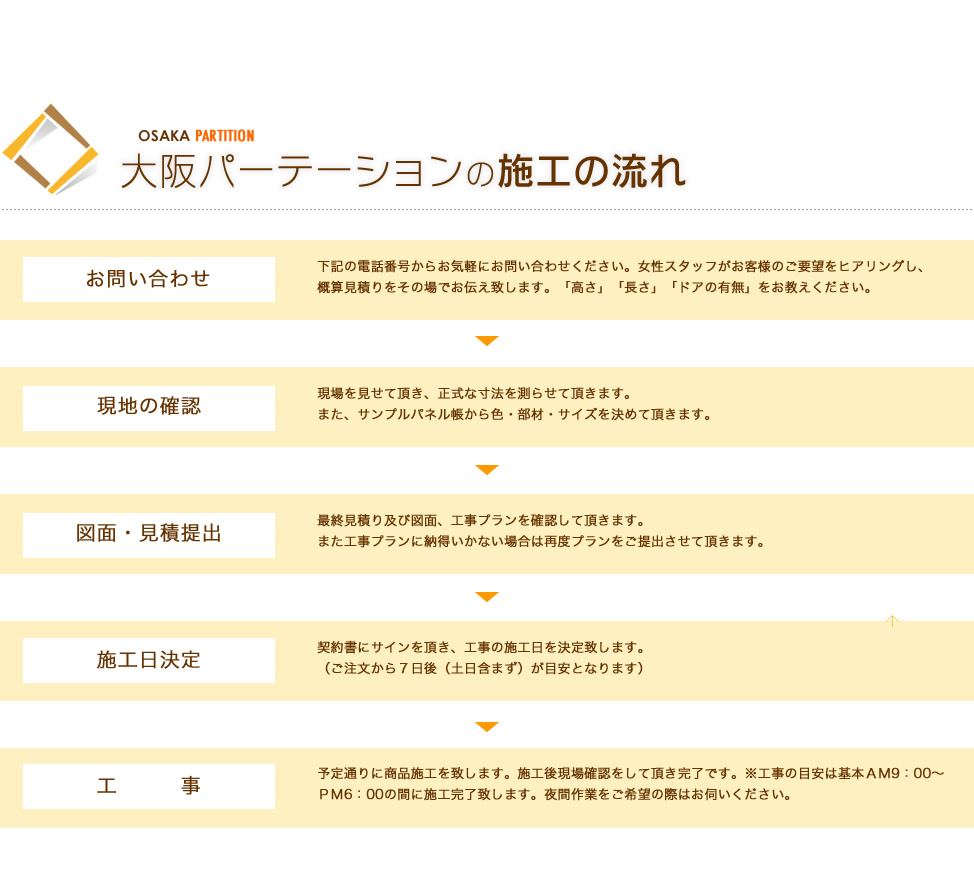 OSAKA PARTITION
大阪パーテーションの施工の流れ
お問い合わせ
下記の電話番号からお気軽にお問い合わせください。女性スタッフがお客様のご要望をヒアリングし、
概算見積りをその場でお伝え致します。「高さ」「長さ」「ドアの有無」をお教えください。
現地の確認
現場を見せて頂き、正式な寸法を測らせて頂きます。
また、サンプルパネル帳から色・部材・サイズを決めて頂きます。
図面・見積提出
最終見積り及び図面、工事プランを確認して頂きます。
また工事プランに納得いかない場合は再度プランをご提出させて頂きます。
施工日決定
契約書にサインを頂き、工事の施工日を決定致します。
（ご注文から７日後（土日含まず）が目安となります）
工　　　事
予定通りに商品施工を致します。施工後現場確認をして頂き完了です。※工事の目安は基本ＡＭ9：00〜
ＰＭ6：00の間に施工完了致します。夜間作業をご希望の際はお伺いください。